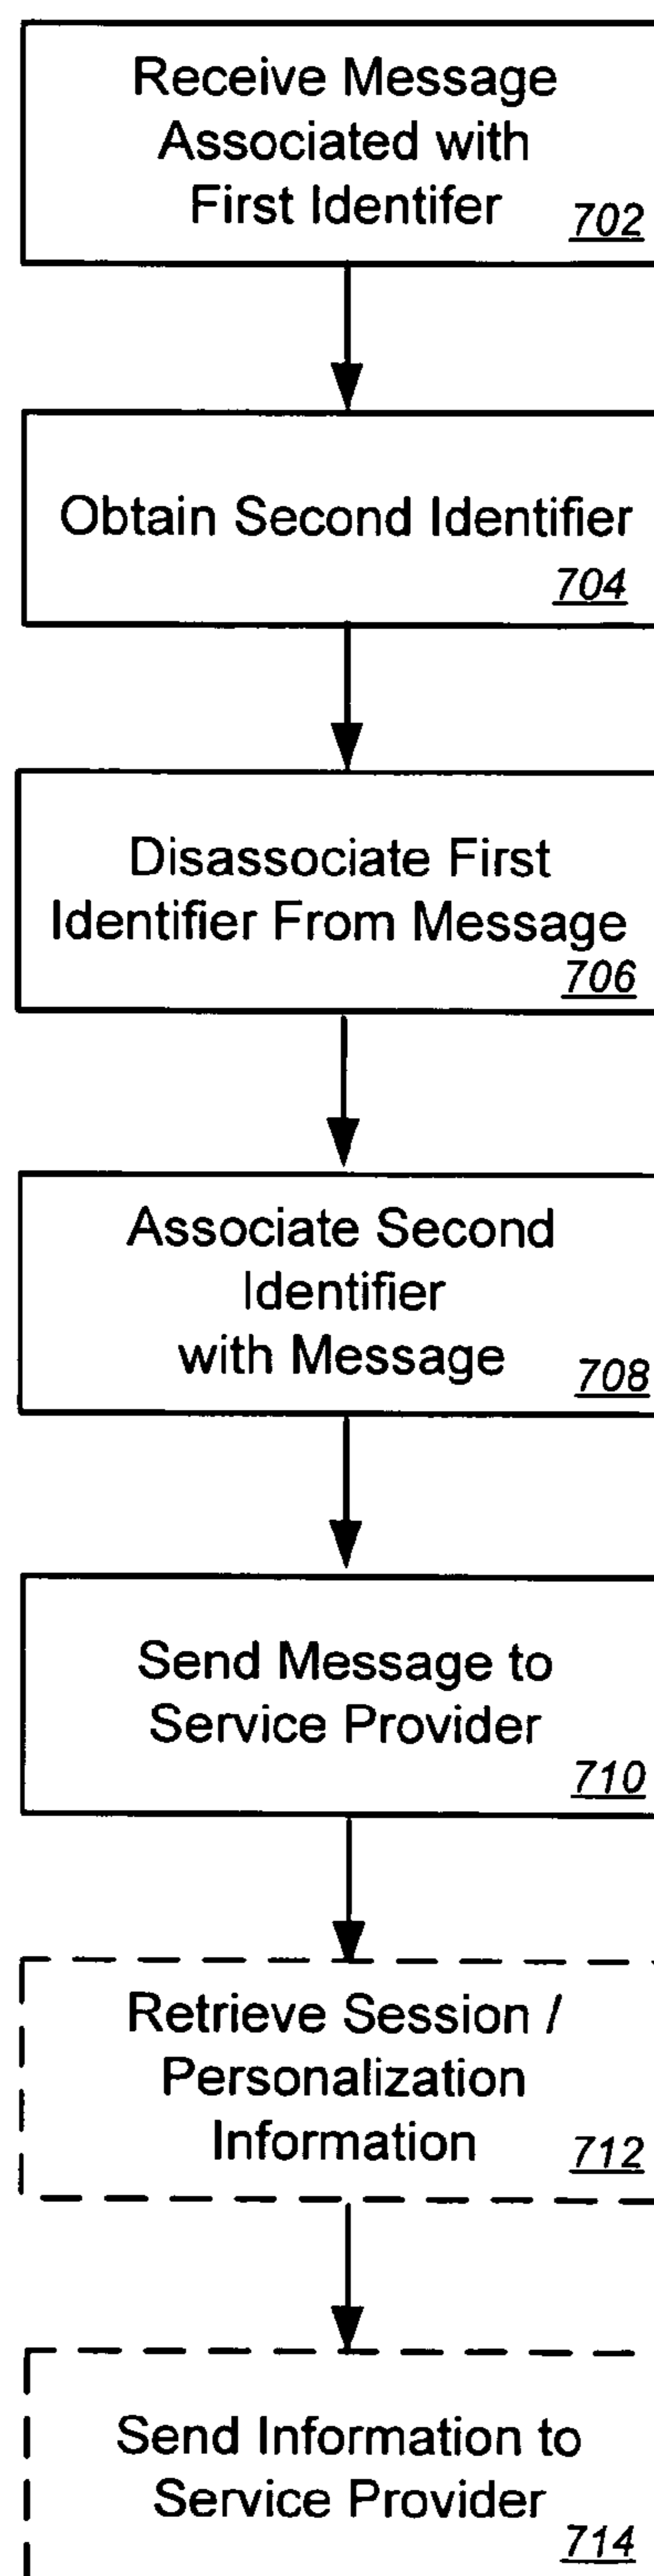 Receive Message
Associated with
First Identifer
702
Obtain Second Identifier
704
Disassociate First
Identifier From Message
706
Associate Second
Identifier
with Message
708
Send Message to
Service Provider
710
Retrieve Session /
Personalization
Information
712
Send Information to
Service Provider
714